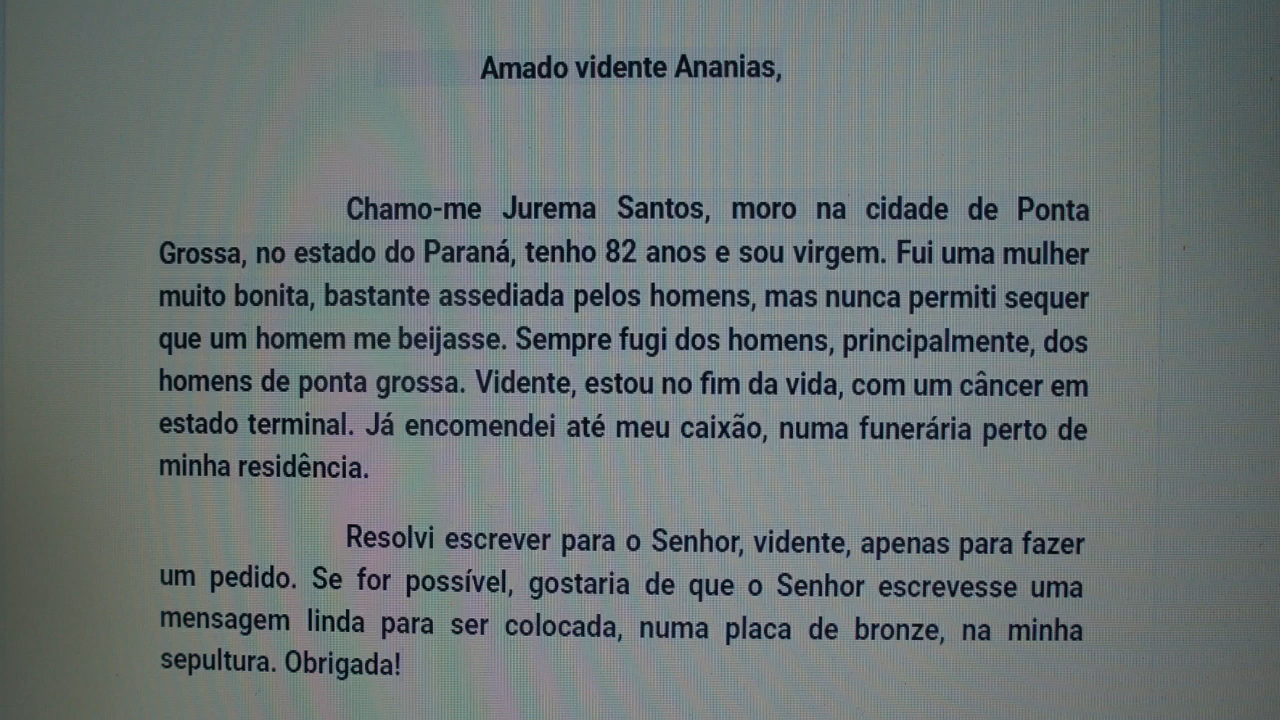 Amado vidente Ananias,
Chamo-me Jurema Santos, moro na cidade de Ponta
Grossa, no estado do Paraná, tenho 82 anos e sou virgem. Fui uma mulher
muito bonita, bastante assediada pelos homens, mas nunca permiti sequer
que um homem me beijasse. Sempre fugi dos homens, principalmente, dos
homens de ponta grossa. Vidente, estou no fim da vida, com um câncer em
estado terminal. Já encomendei até meu caixão, numa funerária perto de
minha residência.
Resolvi escrever para o Senhor, vidente, apenas para fazer
um pedido. Se for possível, gostaria de que o Senhor escrevesse uma
mensagem linda para ser colocada, numa placa de bronze, na minha
sepultura. Obrigada!